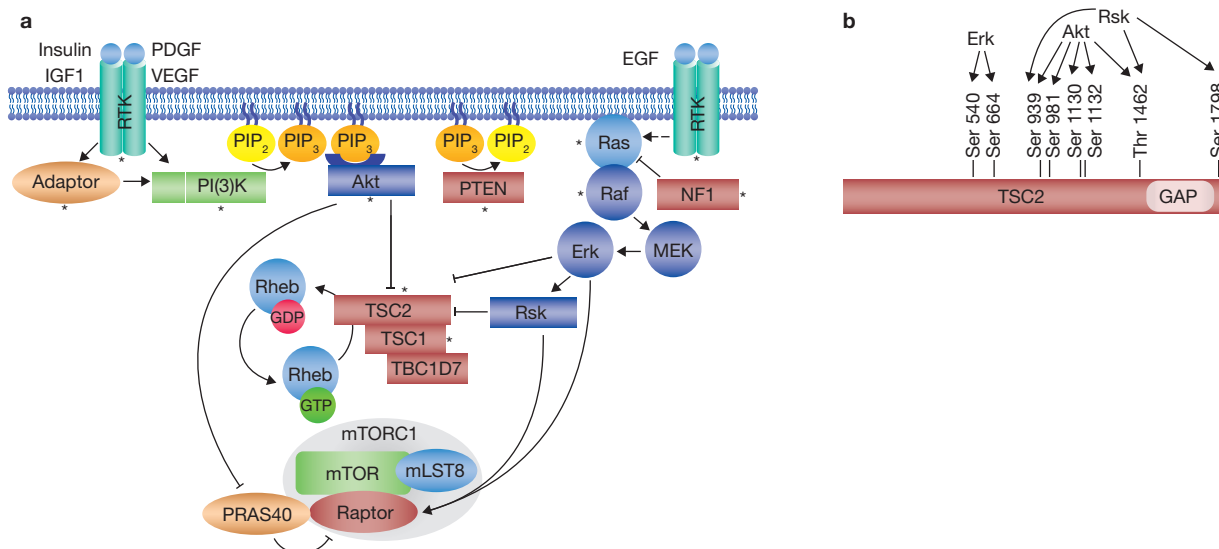 a
Insulin
PDGF
IGF1
VEGF
RTK
*
Adaptor
*
PI(3)K
*
PIP2
PIP3
PIP3
Akt
*
PIP3
PIP2
PTEN
*
EGF
RTK
*
* Ras
* Raf
NF1 *
MEK
Erk
Rsk
Rheb
GDP
Rheb
GTP
*
TSC2
TSC1 *
TBC1D7
mTORC1
mTOR
mLST8
PRAS40
Raptor
b
Rsk
Erk
Akt
Ser 540
Ser 664
Ser 939
Ser 981
Ser 1130
Ser 1132
Thr 1462
Ser 1798
TSC2
GAP